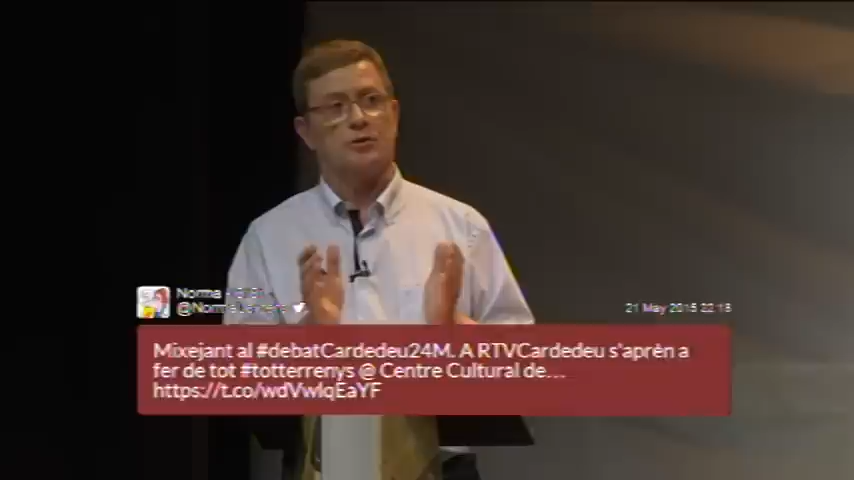 Norma
21 May 2015 22:18
Mixejant al #debatCardedeu24M. A RTVCardedeu s'aprèn a
fer de tot #totterrenys @ Centre Cultural de...
https://t.co/wdVwlqEaYF